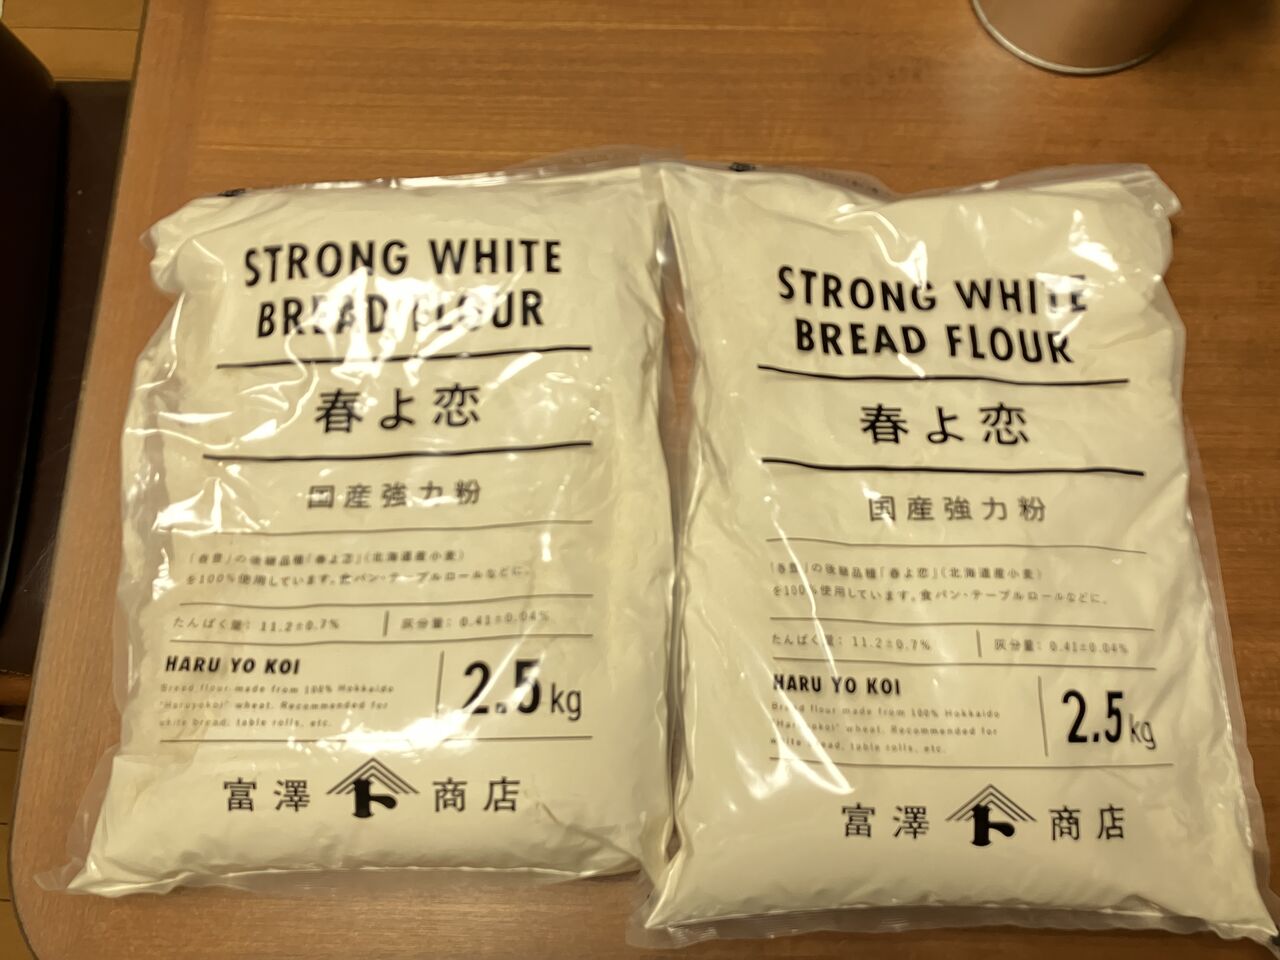 STRONG WHITE
BREAD FLOUR
春よ恋
国産強力粉
「春蒔」の後継品種「春よ恋」(北海道産小麦)
を100%使用しています。食パン・テーブルロールなどに。
たんぱく量: 11.2±0.7%
灰分量: 0.41±0.04%
HARU YO KOI
Bread flour made from 100% Hokkaido
"Haruyokoi" wheat. Recommended for
white bread, table rolls, etc.
2.5kg
富澤 ト 商店
STRONG WHITE
BREAD FLOUR
春よ恋
国産強力粉
の後継品種「春よ恋」(北海道産小麦)
を100%使用しています。食パン・テーブルロールなどに。
たんぱく量: 11.2±0.7%
灰分量: 0.41±0.04%
HARU YO KOI
Bread flour made from 100% Hokkaido
"Haruyokoi" wheat. Recommended for
white bread, table rolls, etc.
2.5kg
富澤 ト 商店